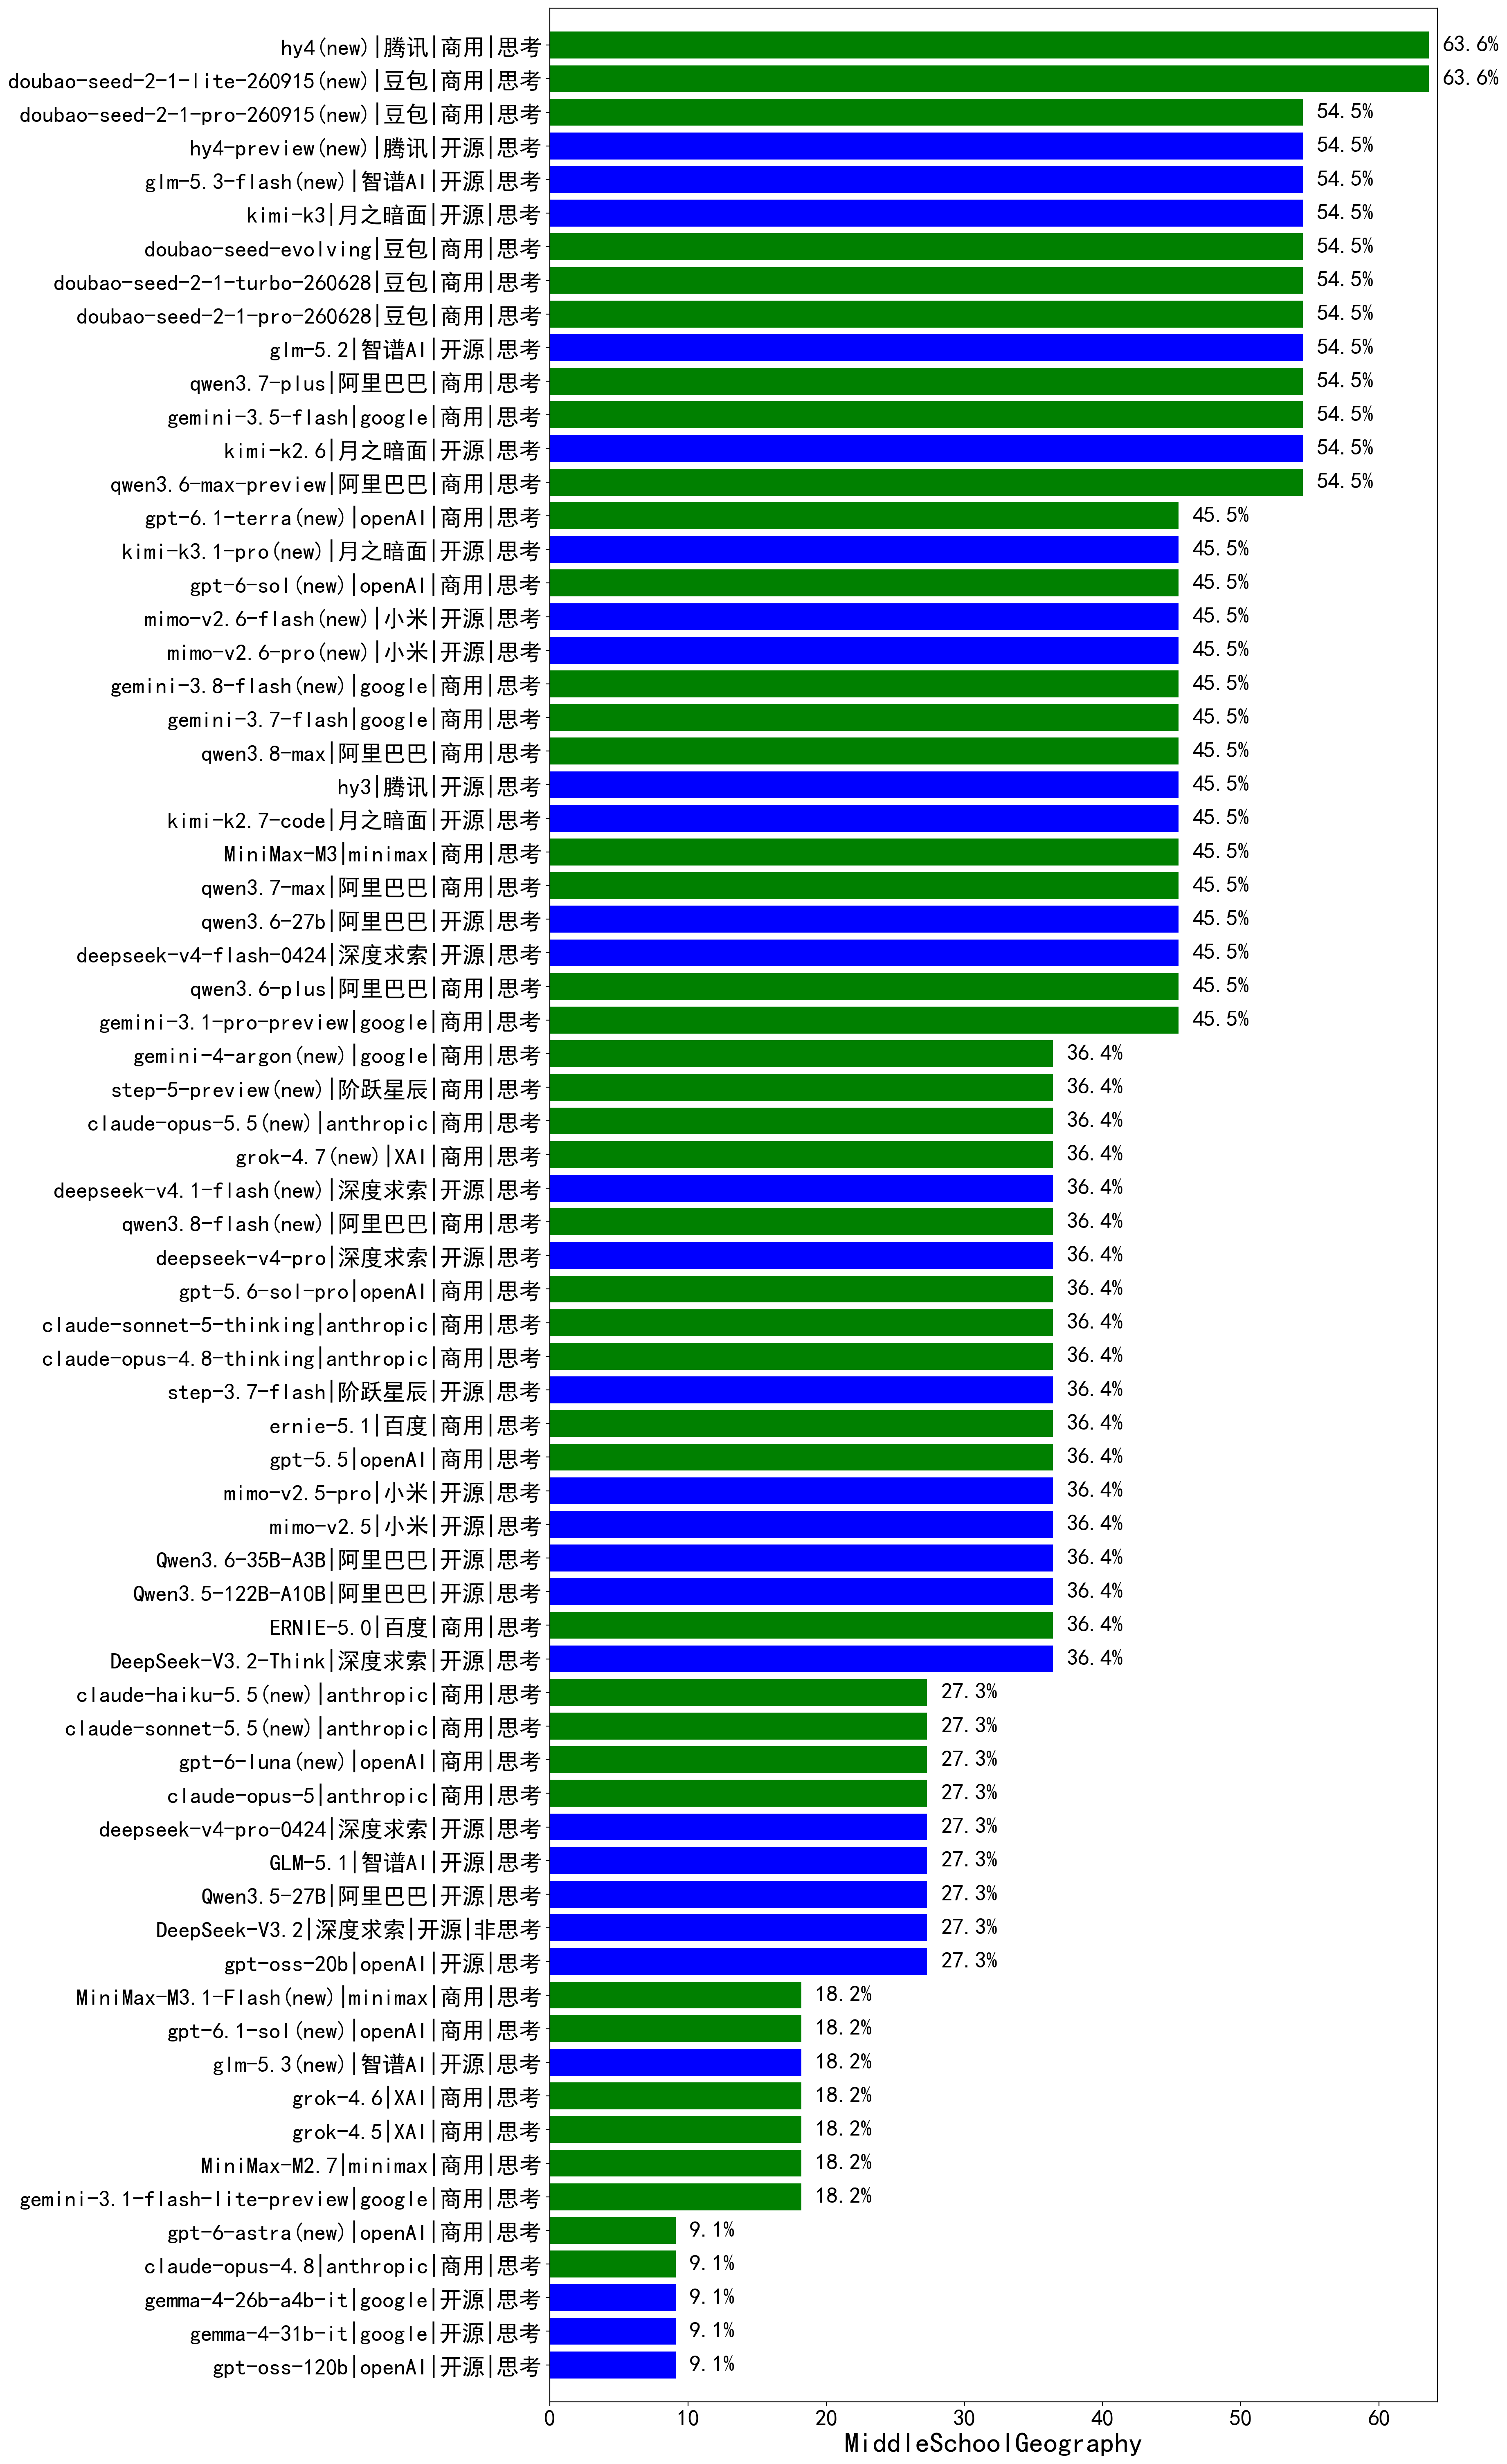 hy4(new)|腾讯|商用|思考 63.6%
doubao-seed-2-1-lite-260915(new)|豆包|商用|思考 63.6%
doubao-seed-2-1-pro-260915(new)|豆包|商用|思考 54.5%
hy4-preview(new)|腾讯|开源|思考 54.5%
glm-5.3-flash(new)|智谱AI|开源|思考 54.5%
kimi-k3|月之暗面|开源|思考 54.5%
doubao-seed-evolving|豆包|商用|思考 54.5%
doubao-seed-2-1-turbo-260628|豆包|商用|思考 54.5%
doubao-seed-2-1-pro-260628|豆包|商用|思考 54.5%
glm-5.2|智谱AI|开源|思考 54.5%
qwen3.7-plus|阿里巴巴|商用|思考 54.5%
gemini-3.5-flash|google|商用|思考 54.5%
kimi-k2.6|月之暗面|开源|思考 54.5%
qwen3.6-max-preview|阿里巴巴|商用|思考 54.5%
gpt-6.1-terra(new)|openAI|商用|思考 45.5%
kimi-k3.1-pro(new)|月之暗面|开源|思考 45.5%
gpt-6-sol(new)|openAI|商用|思考 45.5%
mimo-v2.6-flash(new)|小米|开源|思考 45.5%
mimo-v2.6-pro(new)|小米|开源|思考 45.5%
gemini-3.8-flash(new)|google|商用|思考 45.5%
gemini-3.7-flash|google|商用|思考 45.5%
qwen3.8-max|阿里巴巴|商用|思考 45.5%
hy3|腾讯|开源|思考 45.5%
kimi-k2.7-code|月之暗面|开源|思考 45.5%
MiniMax-M3|minimax|商用|思考 45.5%
qwen3.7-max|阿里巴巴|商用|思考 45.5%
qwen3.6-27b|阿里巴巴|开源|思考 45.5%
deepseek-v4-flash-0424|深度求索|开源|思考 45.5%
qwen3.6-plus|阿里巴巴|商用|思考 45.5%
gemini-3.1-pro-preview|google|商用|思考 45.5%
gemini-4-argon(new)|google|商用|思考 36.4%
step-5-preview(new)|阶跃星辰|商用|思考 36.4%
claude-opus-5.5(new)|anthropic|商用|思考 36.4%
grok-4.7(new)|XAI|商用|思考 36.4%
deepseek-v4.1-flash(new)|深度求索|开源|思考 36.4%
qwen3.8-flash(new)|阿里巴巴|商用|思考 36.4%
deepseek-v4-pro|深度求索|开源|思考 36.4%
gpt-5.6-sol-pro|openAI|商用|思考 36.4%
claude-sonnet-5-thinking|anthropic|商用|思考 36.4%
claude-opus-4.8-thinking|anthropic|商用|思考 36.4%
step-3.7-flash|阶跃星辰|开源|思考 36.4%
ernie-5.1|百度|商用|思考 36.4%
gpt-5.5|openAI|商用|思考 36.4%
mimo-v2.5-pro|小米|开源|思考 36.4%
mimo-v2.5|小米|开源|思考 36.4%
Qwen3.6-35B-A3B|阿里巴巴|开源|思考 36.4%
Qwen3.5-122B-A10B|阿里巴巴|开源|思考 36.4%
ERNIE-5.0|百度|商用|思考 36.4%
DeepSeek-V3.2-Think|深度求索|开源|思考 36.4%
claude-haiku-5.5(new)|anthropic|商用|思考 27.3%
claude-sonnet-5.5(new)|anthropic|商用|思考 27.3%
gpt-6-luna(new)|openAI|商用|思考 27.3%
claude-opus-5|anthropic|商用|思考 27.3%
deepseek-v4-pro-0424|深度求索|开源|思考 27.3%
GLM-5.1|智谱AI|开源|思考 27.3%
Qwen3.5-27B|阿里巴巴|开源|思考 27.3%
DeepSeek-V3.2|深度求索|开源|非思考 27.3%
gpt-oss-20b|openAI|开源|思考 27.3%
MiniMax-M3.1-Flash(new)|minimax|商用|思考 18.2%
gpt-6.1-sol(new)|openAI|商用|思考 18.2%
glm-5.3(new)|智谱AI|开源|思考 18.2%
grok-4.6|XAI|商用|思考 18.2%
grok-4.5|XAI|商用|思考 18.2%
MiniMax-M2.7|minimax|商用|思考 18.2%
gemini-3.1-flash-lite-preview|google|商用|思考 18.2%
gpt-6-astra(new)|openAI|商用|思考 9.1%
claude-opus-4.8|anthropic|商用|思考 9.1%
gemma-4-26b-a4b-it|google|开源|思考 9.1%
gemma-4-31b-it|google|开源|思考 9.1%
gpt-oss-120b|openAI|开源|思考 9.1%
0 10 20 30 40 50 60
MiddleSchoolGeography